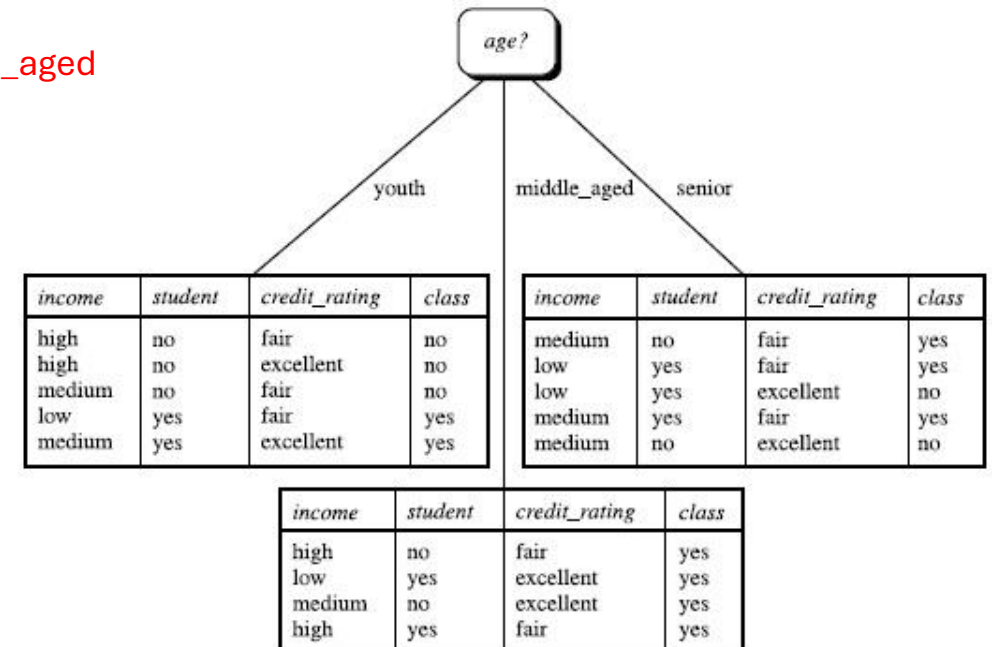 age?
_aged
youth middle_aged senior
income student credit_rating class
high no fair no
high no excellent no
medium no fair no
low yes fair yes
medium yes excellent yes
income student credit_rating class
medium no fair yes
low yes fair yes
low yes excellent no
medium yes fair yes
medium no excellent no
income student credit_rating class
high no fair yes
low yes excellent yes
medium no excellent yes
high yes fair yes